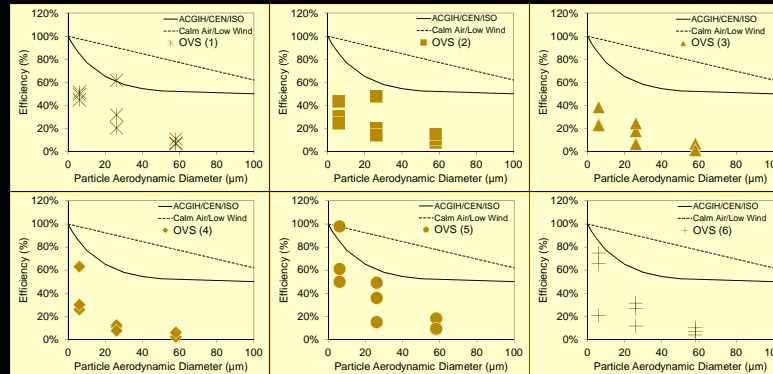 120%
100%
80%
60%
40%
20%
0%
Efficiency (%)
0 20 40 60 80 100
Particle Aerodynamic Diameter (µm)
ACGIH/CEN/ISO
Calm Air/Low Wind
OVS (1)
120%
100%
80%
60%
40%
20%
0%
Efficiency (%)
0 20 40 60 80 100
Particle Aerodynamic Diameter (µm)
ACGIH/CEN/ISO
Calm Air/Low Wind
OVS (2)
120%
100%
80%
60%
40%
20%
0%
Efficiency (%)
0 20 40 60 80 100
Particle Aerodynamic Diameter (µm)
ACGIH/CEN/ISO
Calm Air/Low Wind
OVS (3)
120%
100%
80%
60%
40%
20%
0%
Efficiency (%)
0 20 40 60 80 100
Particle Aerodynamic Diameter (µm)
ACGIH/CEN/ISO
Calm Air/Low Wind
OVS (4)
120%
100%
80%
60%
40%
20%
0%
Efficiency (%)
0 20 40 60 80 100
Particle Aerodynamic Diameter (µm)
ACGIH/CEN/ISO
Calm Air/Low Wind
OVS (5)
120%
100%
80%
60%
40%
20%
0%
Efficiency (%)
0 20 40 60 80 100
Particle Aerodynamic Diameter (µm)
ACGIH/CEN/ISO
Calm Air/Low Wind
OVS (6)